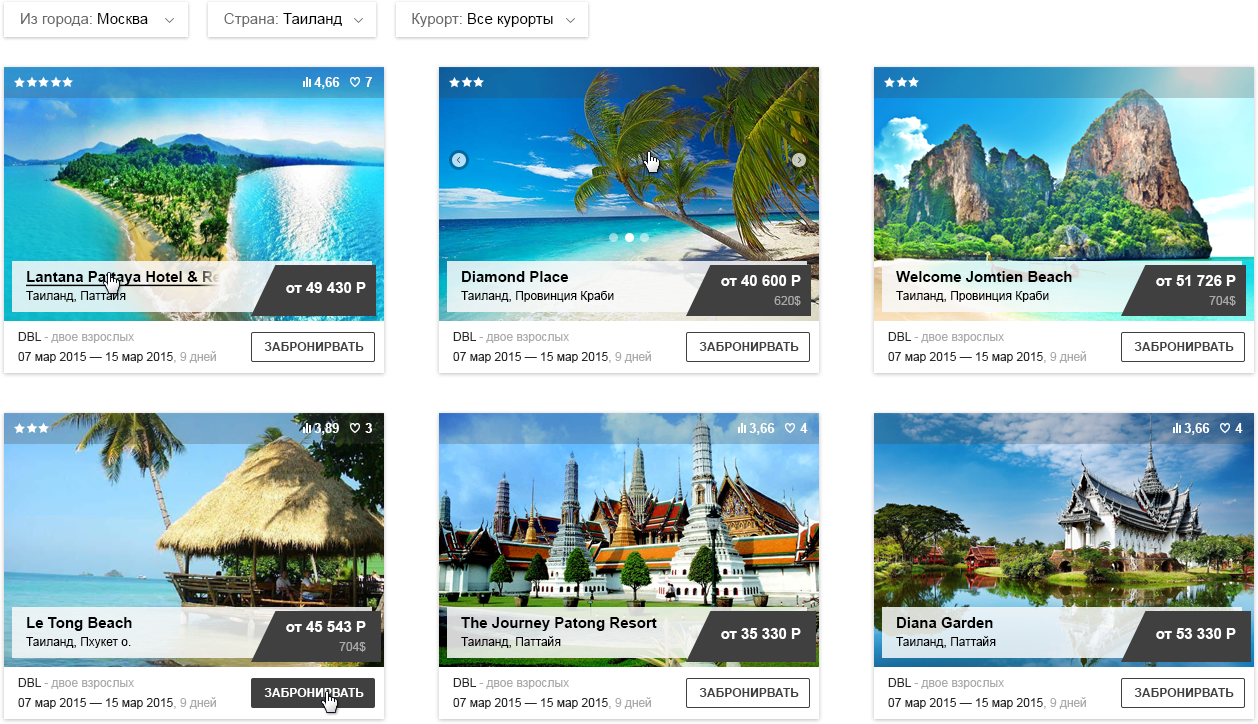 Из города: Москва
Страна: Таиланд
Курорт: Все курорты
4,66 7
Lantana Pattaya Hotel & Re
Таиланд, Паттайя
от 49 430 Р
DBL - двое взрослых
07 мар 2015 — 15 мар 2015, 9 дней
ЗАБРОНИРВАТЬ
Diamond Place
Таиланд, Провинция Краби
от 40 600 Р
620$
DBL - двое взрослых
07 мар 2015 — 15 мар 2015, 9 дней
ЗАБРОНИРВАТЬ
Welcome Jomtien Beach
Таиланд, Провинция Краби
от 51 726 Р
704$
DBL - двое взрослых
07 мар 2015 — 15 мар 2015, 9 дней
ЗАБРОНИРВАТЬ
3,89 3
Le Tong Beach
Таиланд, Пхукет о.
от 45 543 Р
704$
DBL - двое взрослых
07 мар 2015 — 15 мар 2015, 9 дней
ЗАБРОНИРВАТЬ
3,66 4
The Journey Patong Resort
Таиланд, Паттайя
от 35 330 Р
DBL - двое взрослых
07 мар 2015 — 15 мар 2015, 9 дней
ЗАБРОНИРВАТЬ
3,66 4
Diana Garden
Таиланд, Паттайя
от 53 330 Р
DBL - двое взрослых
07 мар 2015 — 15 мар 2015, 9 дней
ЗАБРОНИРВАТЬ